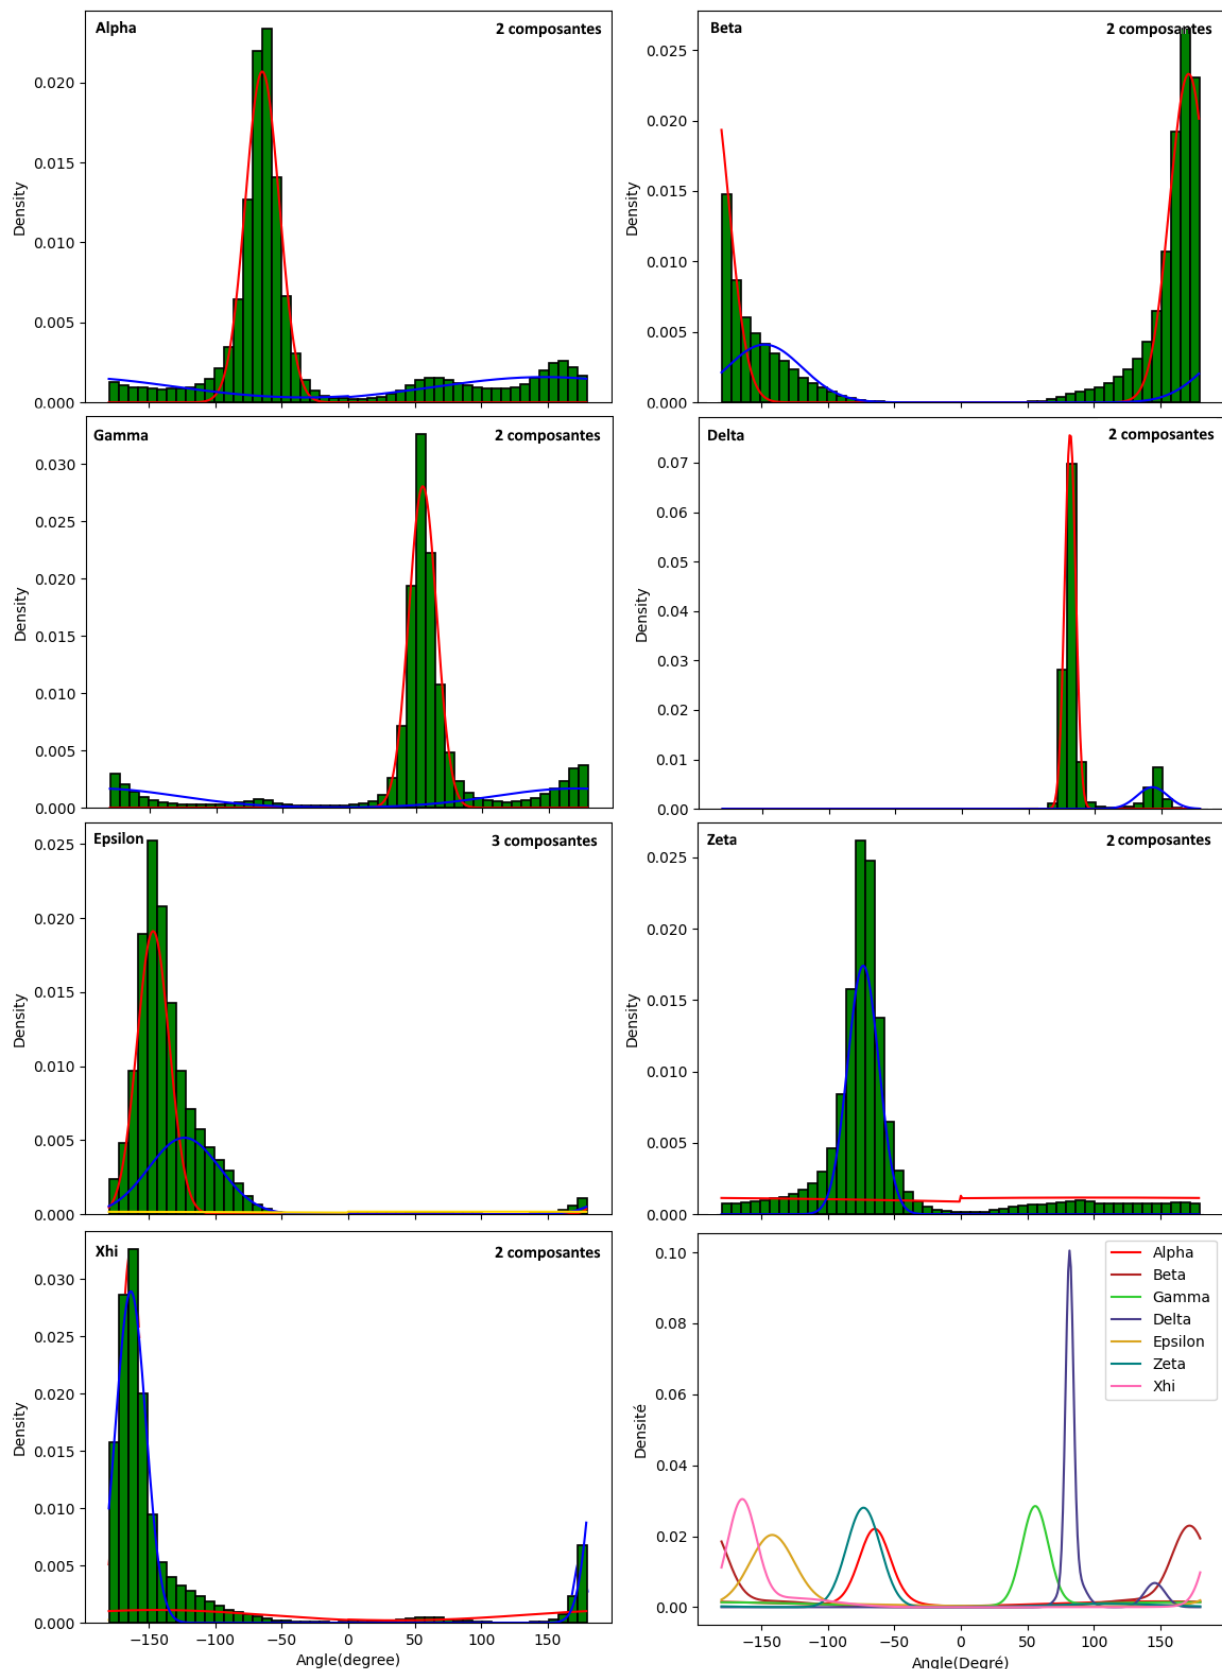 Alpha
2 composantes
0.020
0.015
0.010
0.005
0.000
Density
Beta
2 composantes
0.025
0.020
0.015
0.010
0.005
0.000
Density
Gamma
2 composantes
0.030
0.025
0.020
0.015
0.010
0.005
0.000
Density
Delta
2 composantes
0.07
0.06
0.05
0.04
0.03
0.02
0.01
0.00
Density
Epsilon
3 composantes
0.025
0.020
0.015
0.010
0.005
0.000
Density
Zeta
2 composantes
0.025
0.020
0.015
0.010
0.005
0.000
Density
Xhi
2 composantes
0.030
0.025
0.020
0.015
0.010
0.005
0.000
Density
−150 −100 −50 0 50 100 150
Angle(degree)
Alpha
Beta
Gamma
Delta
Epsilon
Zeta
Xhi
0.10
0.08
0.06
0.04
0.02
0.00
Densité
−150 −100 −50 0 50 100 150
Angle(Degré)